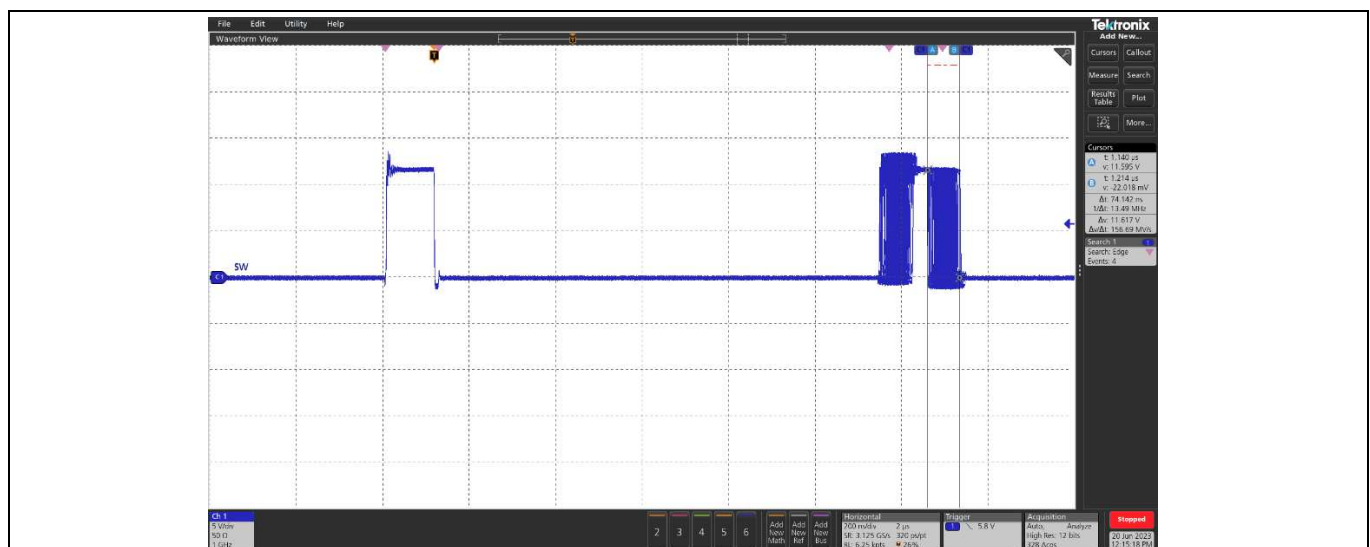 File Edit Utility Help
Tektronix
Waveform View
Add New...
T
C1 A B C1
Cursors Callout
Measure Search
Results Table Plot
More...
Cursors
A t: 1.140 µs
v: 11.595 V
B t: 1.214 µs
v: -22.018 mV
Δt: 74.142 ns
1/Δt: 13.49 MHz
Δv: 11.617 V
Δv/Δt: 156.69 MV/s
Search 1 1
Search: Edge
Events: 4
C1 SW
Ch 1
5 V/div
50 Ω
1 GHz
2 3 4 5 6
Add New Math
Add New Ref
Add New Bus
Horizontal
200 ns/div 2 µs
SR: 3.125 GS/s 320 ps/pt
RL: 6.25 kpts 26%
Trigger
1 5.8 V
Acquisition
Auto, Analyze
High Res: 12 bits
328 Acqs
Stopped
20 Jun 2023
12:15:18 PM